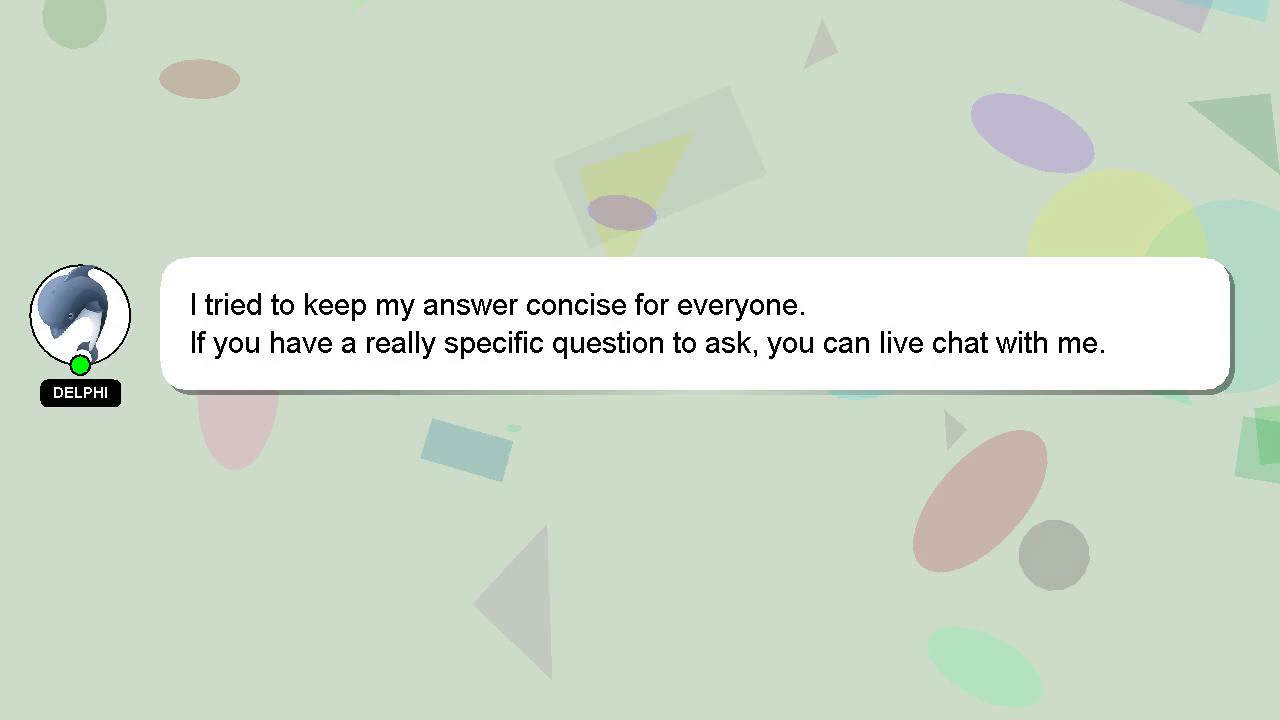 I tried to keep my answer concise for everyone.
If you have a really specific question to ask, you can live chat with me.
DELPHI